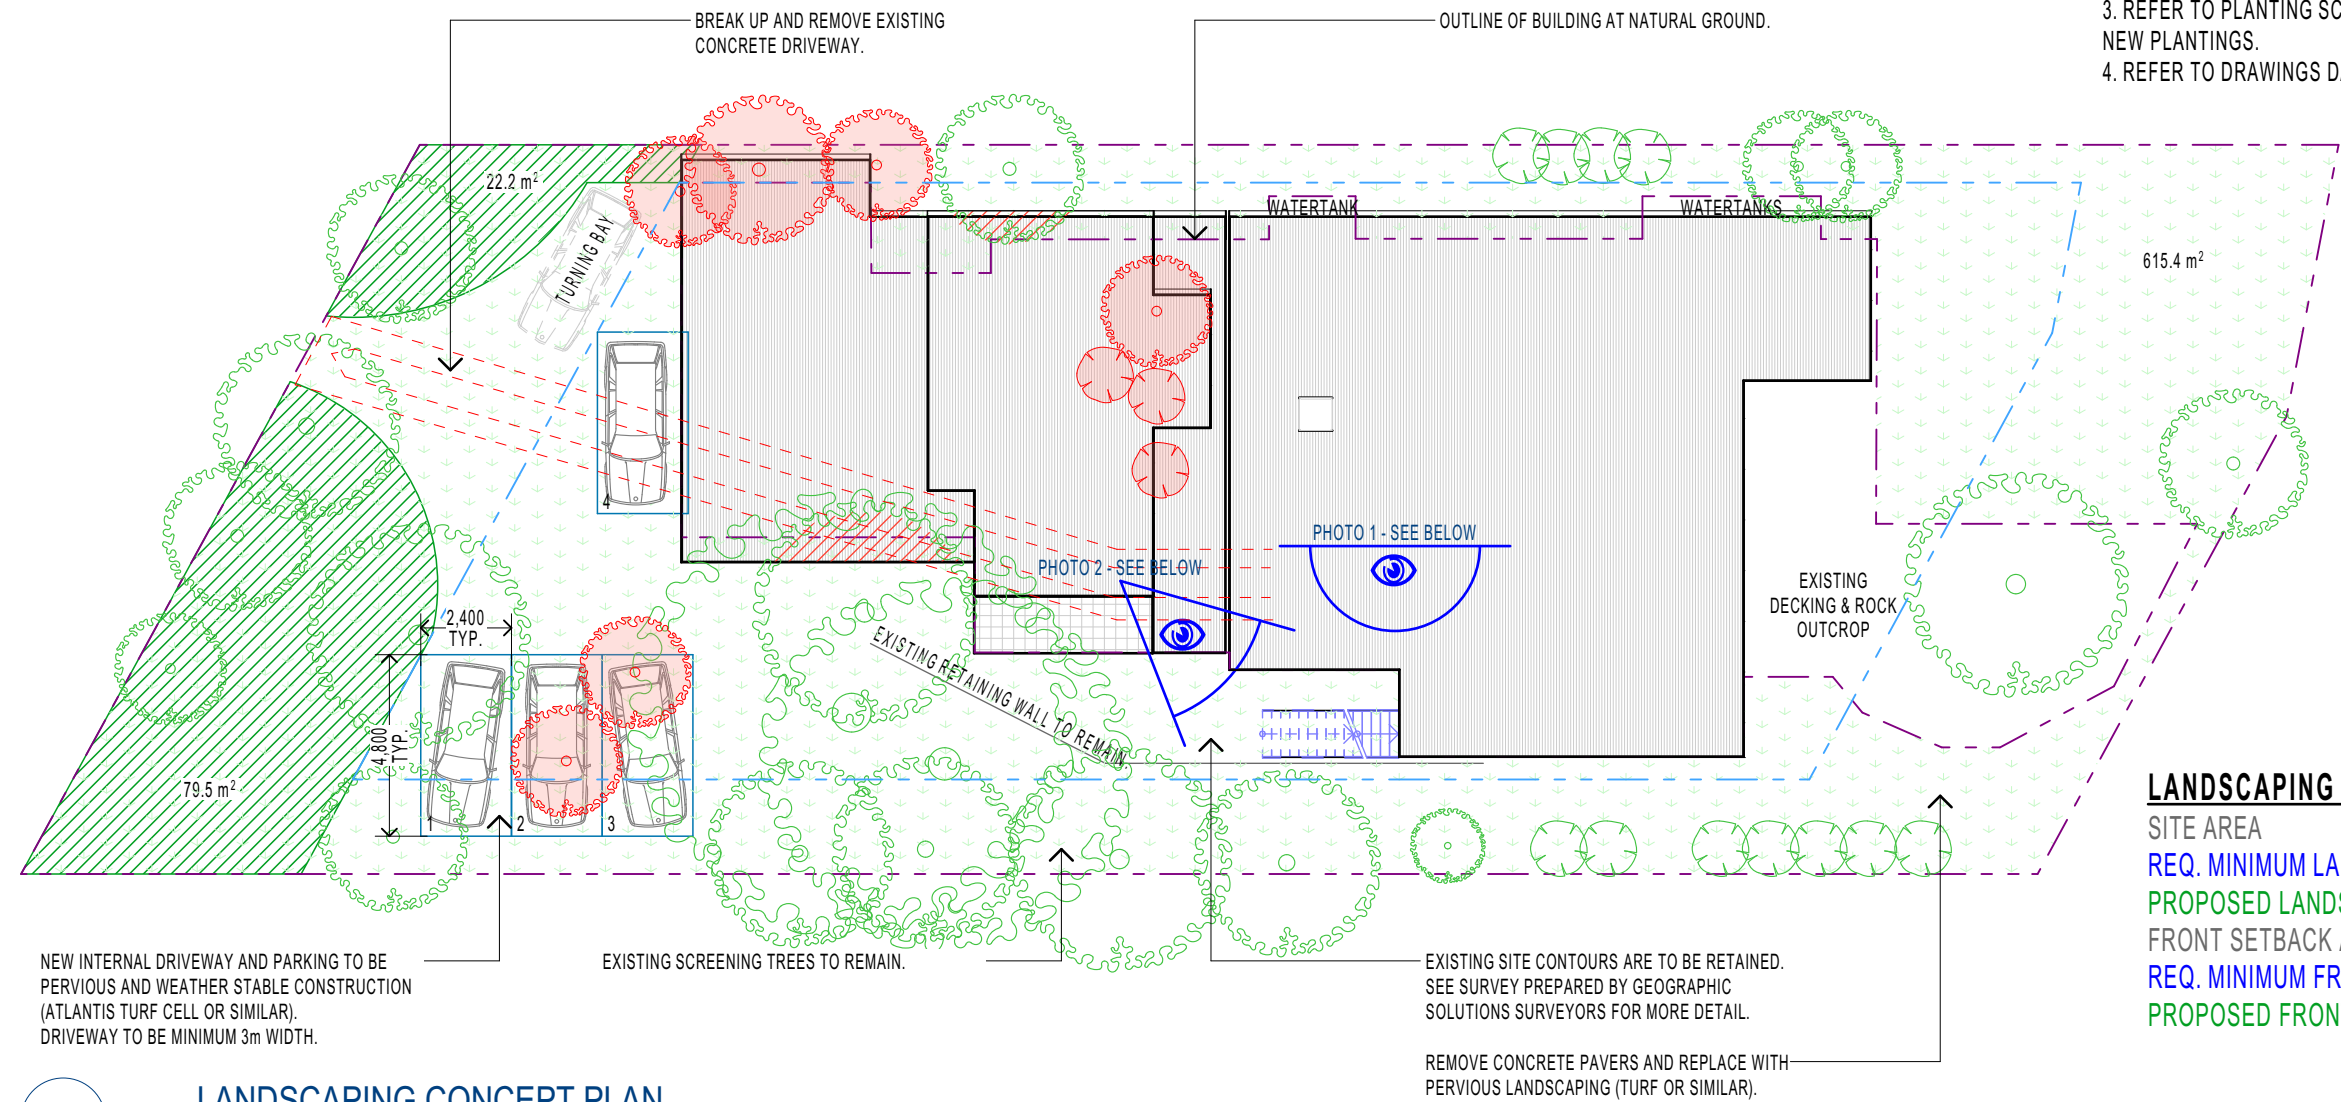 BREAK UP AND REMOVE EXISTING
CONCRETE DRIVEWAY.
OUTLINE OF BUILDING AT NATURAL GROUND.
3. REFER TO PLANTING SC
NEW PLANTINGS.
4. REFER TO DRAWINGS DA
22.2 m²
TURNING BAY
WATERTANK
WATERTANKS
615.4 m²
4
PHOTO 1 - SEE BELOW
PHOTO 2 - SEE BELOW
EXISTING
DECKING & ROCK
OUTCROP
2,400
TYP.
EXISTING RETAINING WALL TO REMAIN.
4,800
TYP.
79.5 m²
1
2
3
LANDSCAPING
SITE AREA
REQ. MINIMUM LA
PROPOSED LANDS
FRONT SETBACK A
REQ. MINIMUM FR
PROPOSED FRON
NEW INTERNAL DRIVEWAY AND PARKING TO BE
PERVIOUS AND WEATHER STABLE CONSTRUCTION
(ATLANTIS TURF CELL OR SIMILAR).
DRIVEWAY TO BE MINIMUM 3m WIDTH.
EXISTING SCREENING TREES TO REMAIN.
EXISTING SITE CONTOURS ARE TO BE RETAINED.
SEE SURVEY PREPARED BY GEOGRAPHIC
SOLUTIONS SURVEYORS FOR MORE DETAIL.
REMOVE CONCRETE PAVERS AND REPLACE WITH
PERVIOUS LANDSCAPING (TURF OR SIMILAR).
LANDSCAPING CONCEPT PLAN